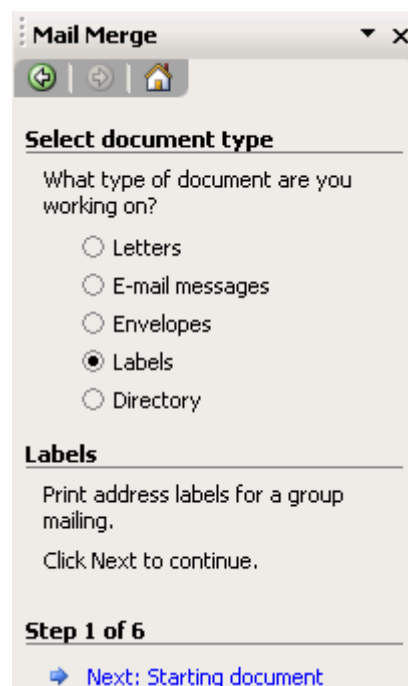 Mail Merge
Select document type
What type of document are you
working on?
Letters
E-mail messages
Envelopes
Labels
Directory
Labels
Print address labels for a group
mailing.
Click Next to continue.
Step 1 of 6
Next: Starting document